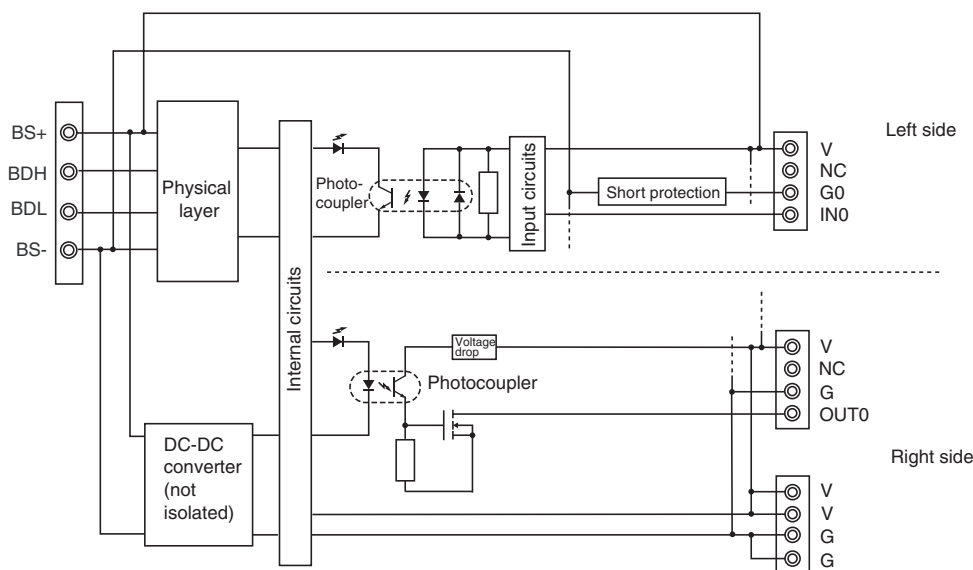 BS+
BDH
BDL
BS-
Physical
layer
Internal circuits
Photo-
coupler
Input circuits
Short protection
V
NC
G0
IN0
Left side
Voltage
drop
Photocoupler
V
NC
G
OUT0
Right side
DC-DC
converter
(not
isolated)
V
V
G
G